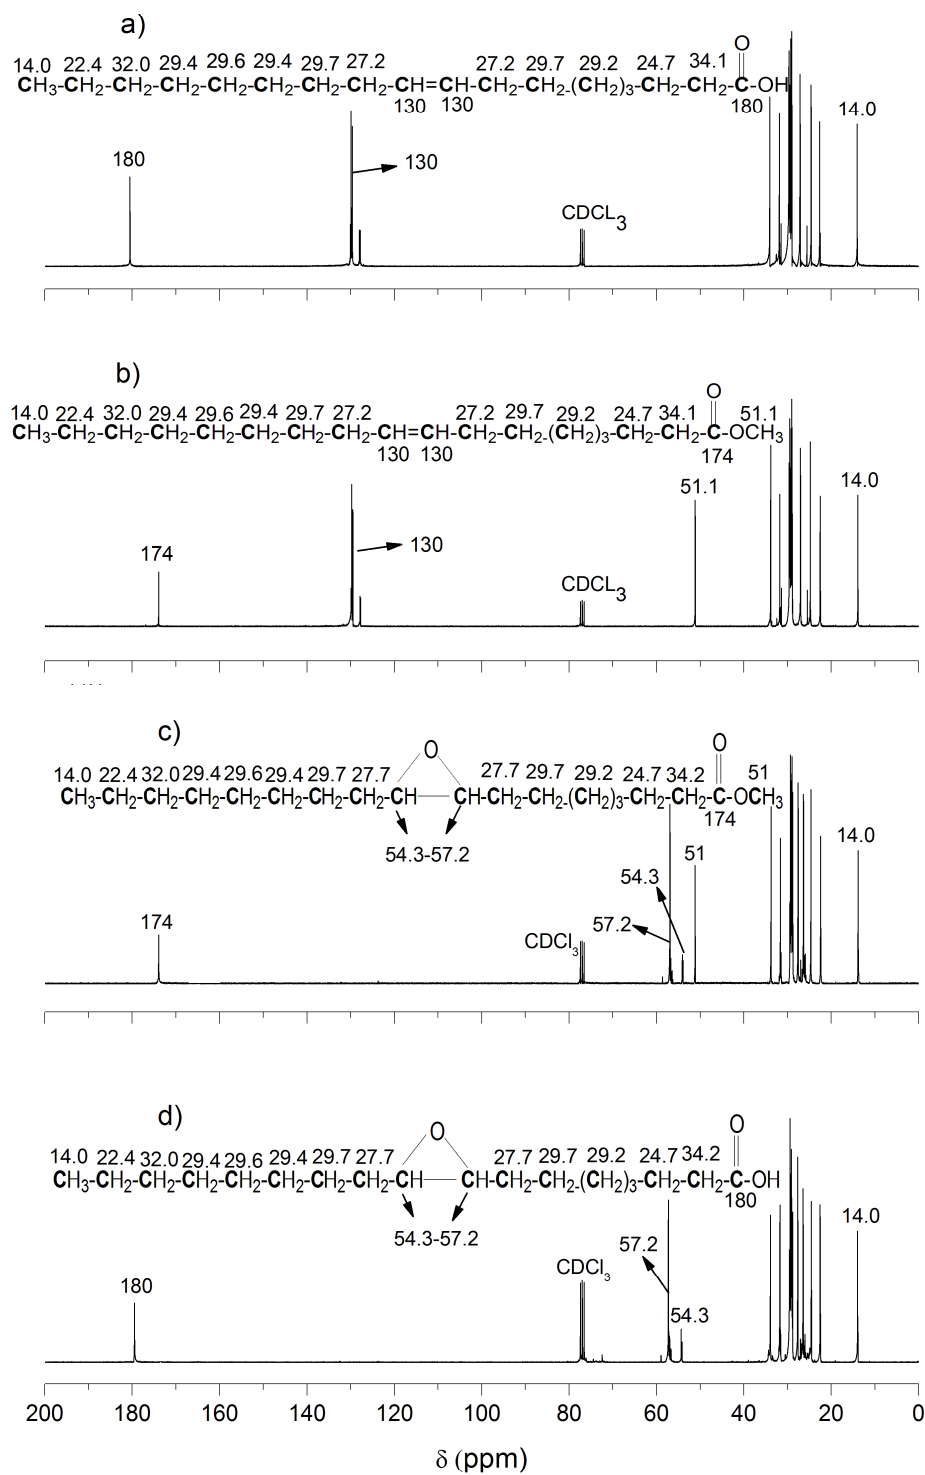 a)
O
14.0 22.4 32.0 29.4 29.6 29.4 29.7 27.2 27.2 29.7 29.2 24.7 34.1
CH3-CH2-CH2-CH2-CH2-CH2-CH2-CH2-CH=CH-CH2-CH2-(CH2)3-CH2-CH2-C-OH
130 130 180
14.0
180
130
CDCL3
b)
O
14.0 22.4 32.0 29.4 29.6 29.4 29.7 27.2 27.2 29.7 29.2 24.7 34.1 51.1
CH3-CH2-CH2-CH2-CH2-CH2-CH2-CH2-CH=CH-CH2-CH2-(CH2)3-CH2-CH2-C-OCH3
130 130 174
51.1
14.0
174
130
CDCL3
c)
O
O
14.0 22.4 32.0 29.4 29.6 29.4 29.7 27.7 27.7 29.7 29.2 24.7 34.2 51
CH3-CH2-CH2-CH2-CH2-CH2-CH2-CH2-CH-CH-CH2-CH2-(CH2)3-CH2-CH2-C-OCH3
174
54.3-57.2
51
14.0
54.3
57.2
174
CDCl3
d)
O
O
14.0 22.4 32.0 29.4 29.6 29.4 29.7 27.7 27.7 29.7 29.2 24.7 34.2
CH3-CH2-CH2-CH2-CH2-CH2-CH2-CH2-CH-CH-CH2-CH2-(CH2)3-CH2-CH2-C-OH
180
54.3-57.2
57.2
14.0
CDCl3
180
54.3
200 180 160 140 120 100 80 60 40 20 0
δ (ppm)